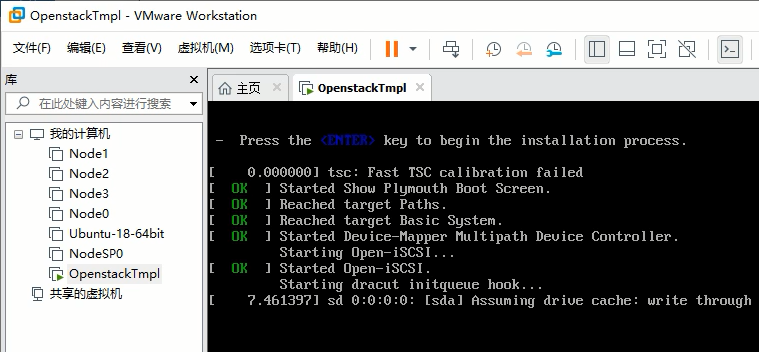 OpenstackTmpl - VMware Workstation
文件(F) 编辑(E) 查看(V) 虚拟机(M) 选项卡(T) 帮助(H)
库
在此处键入内容进行搜索
我的计算机
Node1
Node2
Node3
Node0
Ubuntu-18-64bit
NodeSP0
OpenstackTmpl
共享的虚拟机
主页 OpenstackTmpl
- Press the <ENTER> key to begin the installation process.
[ 0.000000] tsc: Fast TSC calibration failed
[ OK ] Started Show Plymouth Boot Screen.
[ OK ] Reached target Paths.
[ OK ] Reached target Basic System.
[ OK ] Started Device-Mapper Multipath Device Controller.
Starting Open-iSCSI...
[ OK ] Started Open-iSCSI.
Starting dracut initqueue hook...
[ 7.461397] sd 0:0:0:0: [sda] Assuming drive cache: write through